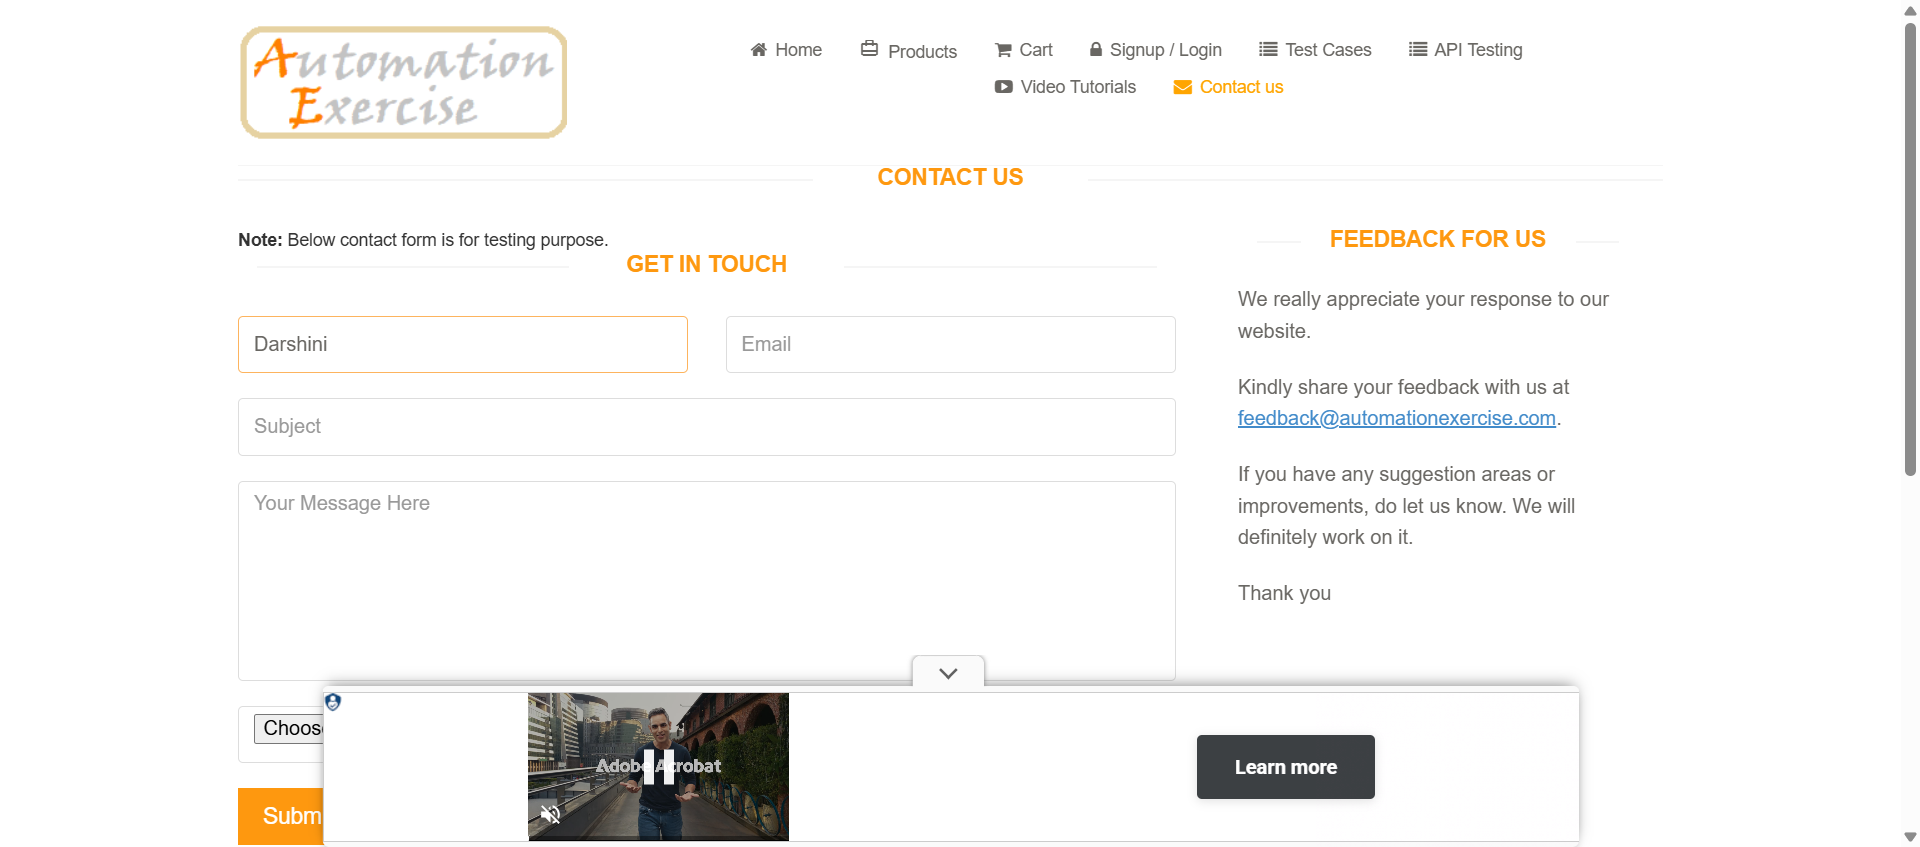 Automation
Exercise
Home
Products
Cart
Signup / Login
Test Cases
API Testing
Video Tutorials
Contact us
CONTACT US
Note: Below contact form is for testing purpose.
GET IN TOUCH
Darshini
Email
Subject
Your Message Here
FEEDBACK FOR US
We really appreciate your response to our
website.
Kindly share your feedback with us at
feedback@automationexercise.com.
If you have any suggestion areas or
improvements, do let us know. We will
definitely work on it.
Thank you
Choos
Subm
Adobe Acrobat
Learn more